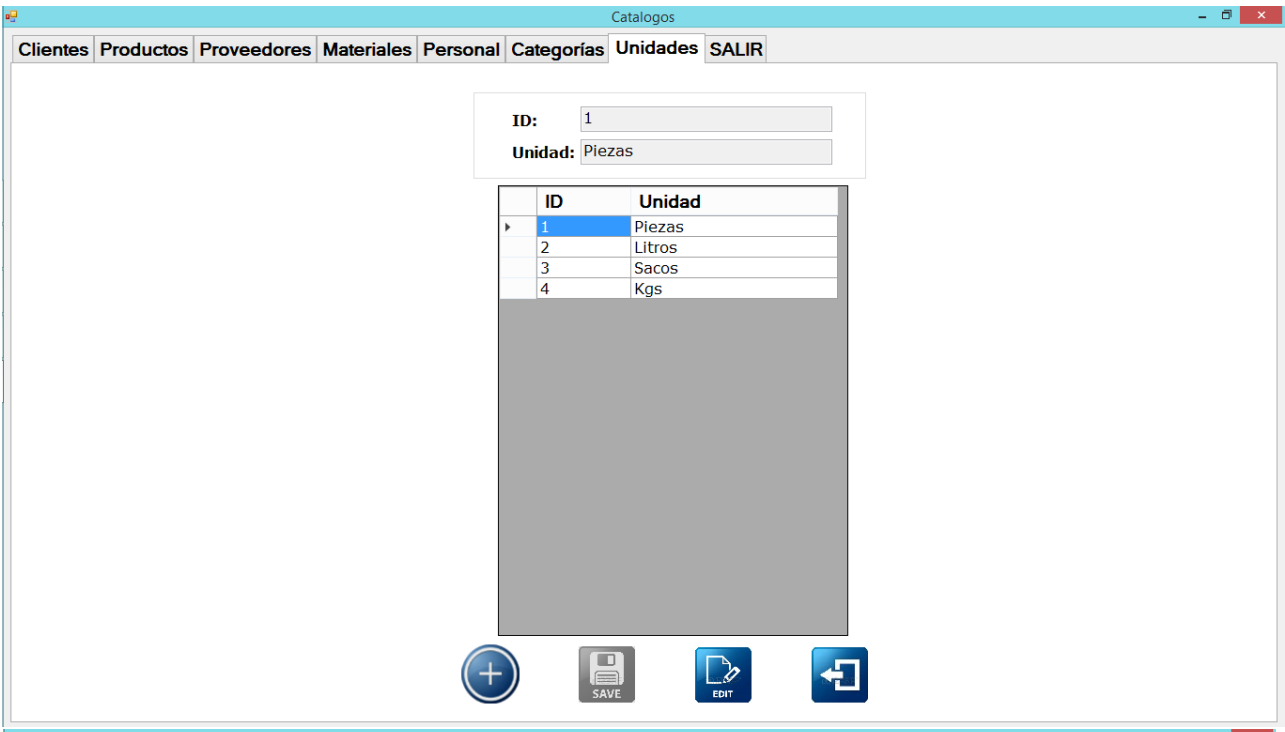 Catalogos
Clientes Productos Proveedores Materiales Personal Categorías Unidades SALIR
ID: 1
Unidad: Piezas
ID Unidad
1 Piezas
2 Litros
3 Sacos
4 Kgs
SAVE EDIT